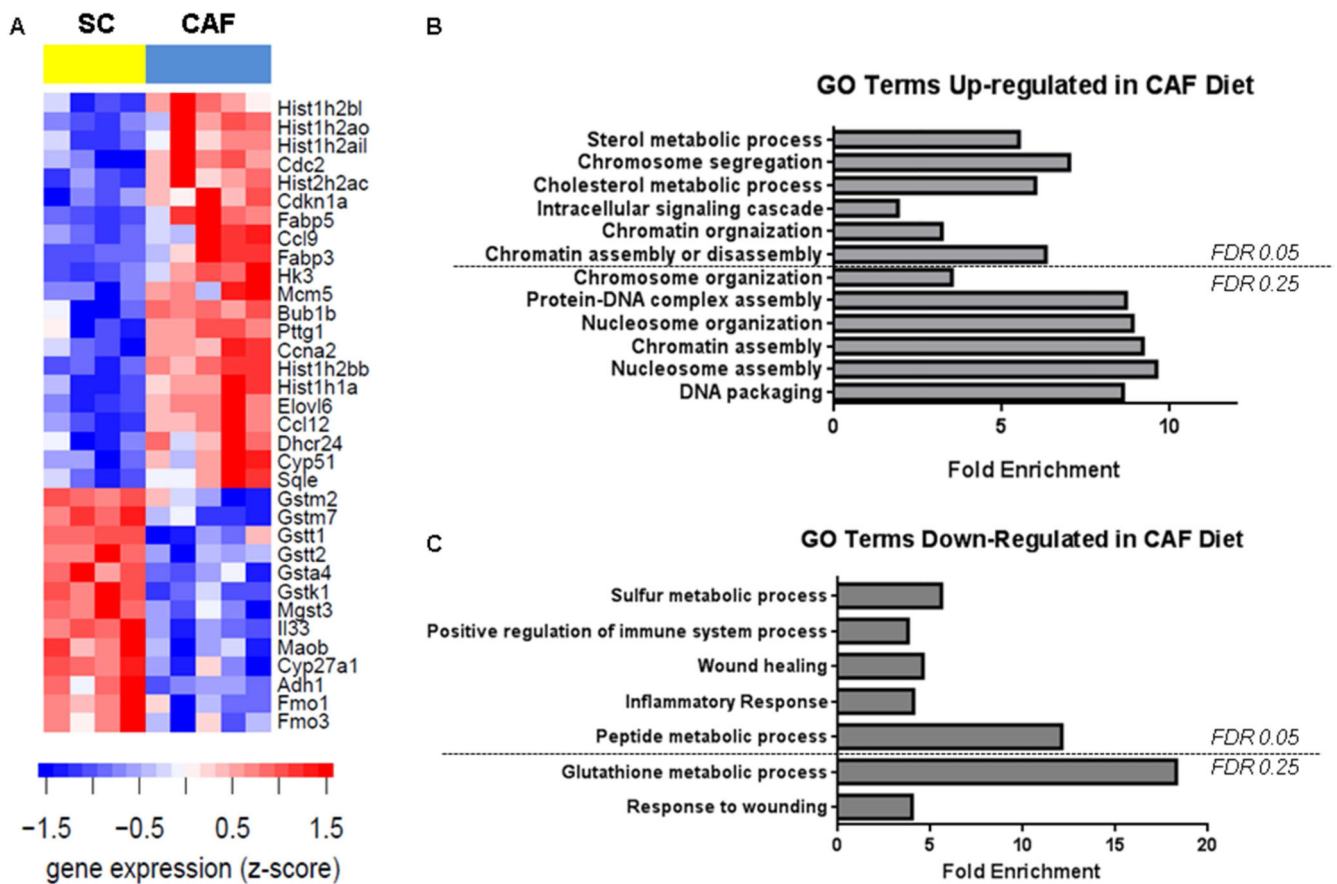 A
SC CAF
Hist1h2bl
Hist1h2ao
Hist1h2ail
Cdc2
Hist2h2ac
Cdkn1a
Fabp5
Ccl9
Fabp3
Hk3
Mcm5
Bub1b
Pttg1
Ccna2
Hist1h2bb
Hist1h1a
Elovl6
Ccl12
Dhcr24
Cyp51
Sqle
Gstm2
Gstm7
Gstt1
Gstt2
Gsta4
Gstk1
Mgst3
Il33
Maob
Cyp27a1
Adh1
Fmo1
Fmo3
−1.5 −0.5 0.5 1.5
gene expression (z-score)
B
GO Terms Up-regulated in CAF Diet
Sterol metabolic process
Chromosome segregation
Cholesterol metabolic process
Intracellular signaling cascade
Chromatin orgnaization
Chromatin assembly or disassembly
FDR 0.05
FDR 0.25
Chromosome organization
Protein-DNA complex assembly
Nucleosome organization
Chromatin assembly
Nucleosome assembly
DNA packaging
0 5 10
Fold Enrichment
C
GO Terms Down-Regulated in CAF Diet
Sulfur metabolic process
Positive regulation of immune system process
Wound healing
Inflammatory Response
Peptide metabolic process
FDR 0.05
FDR 0.25
Glutathione metabolic process
Response to wounding
0 5 10 15 20
Fold Enrichment